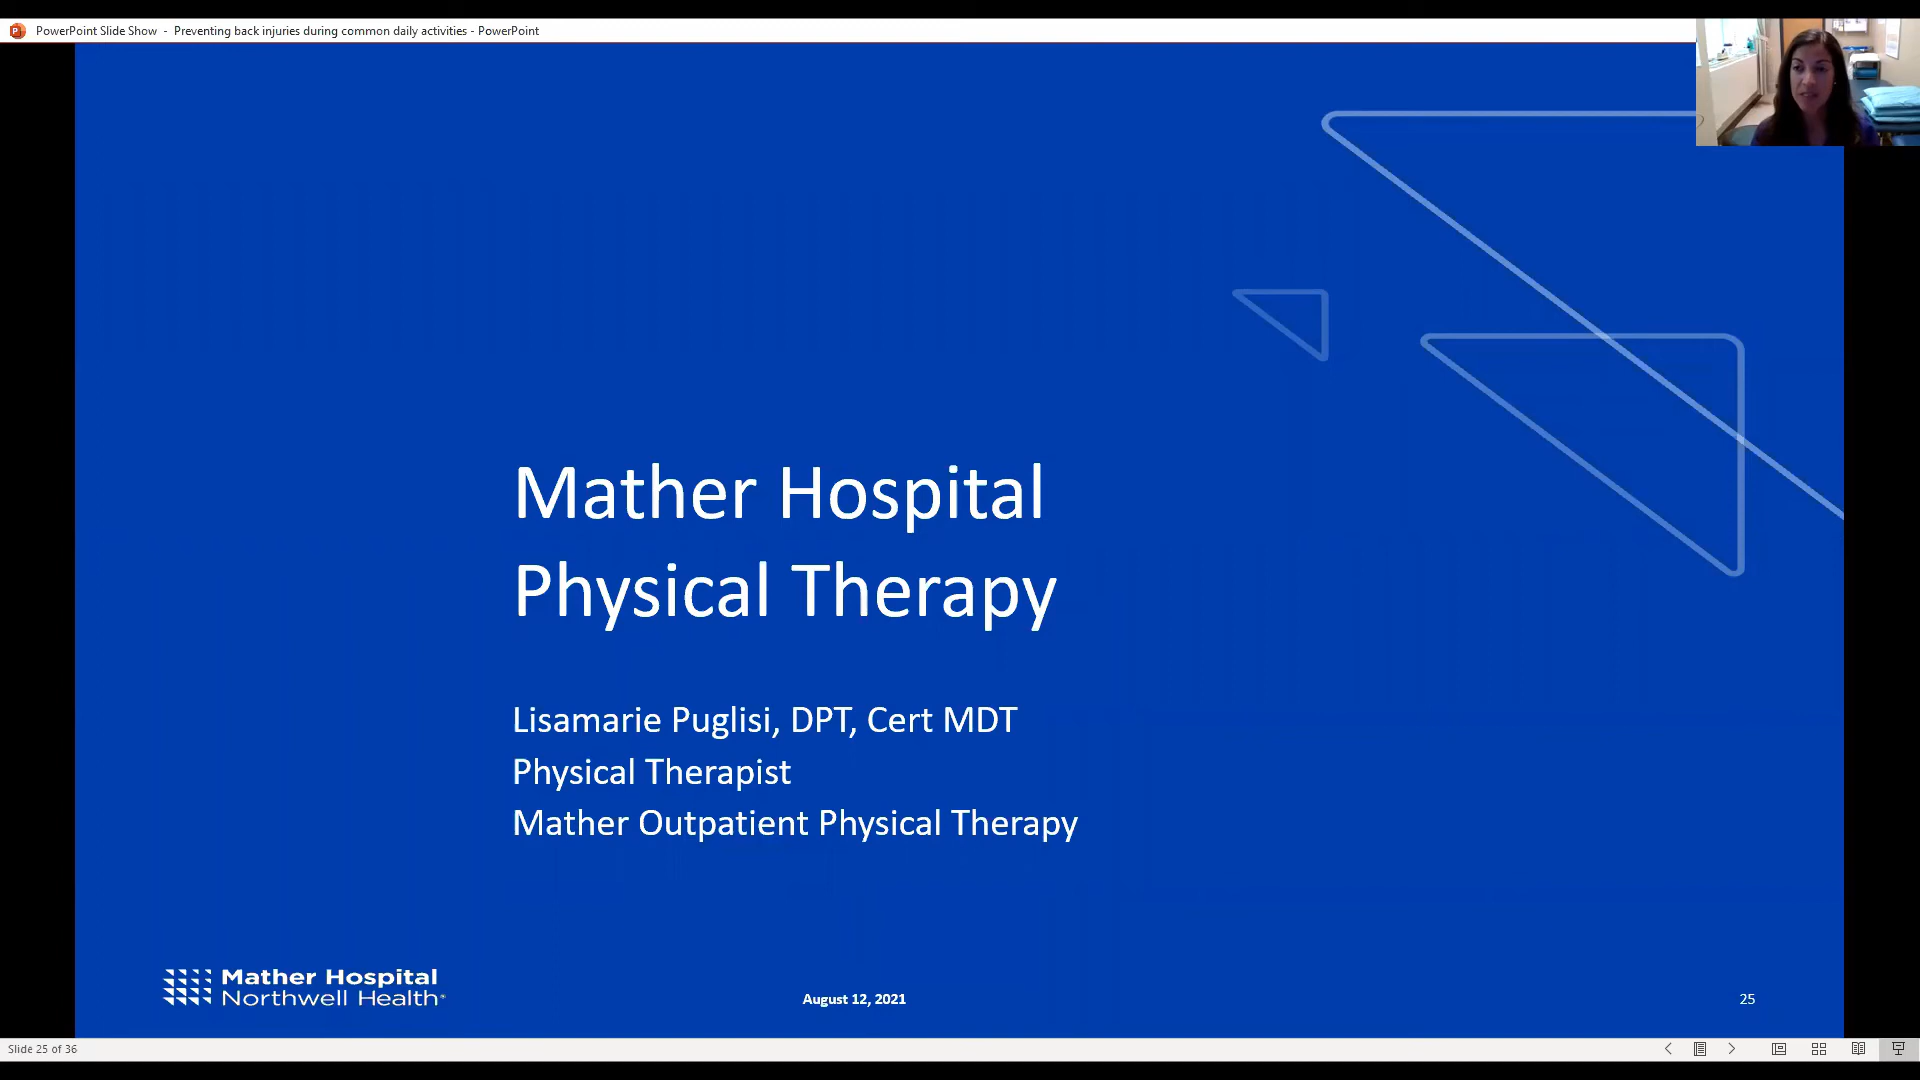 PowerPoint Slide Show - Preventing back injuries during common daily activities - PowerPoint
Mather Hospital
Physical Therapy
Lisamarie Puglisi, DPT, Cert MDT
Physical Therapist
Mather Outpatient Physical Therapy
Mather Hospital
Northwell Health®
August 12, 2021
25
Slide 25 of 36